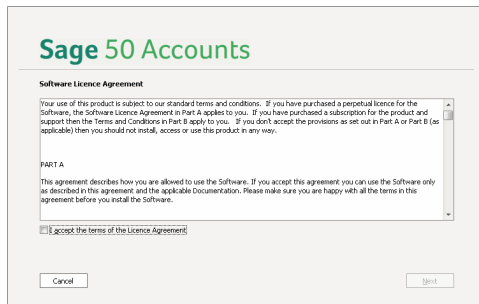 Sage 50 Accounts
Software Licence Agreement
Your use of this product is subject to our standard terms and conditions. If you have purchased a perpetual licence for the
Software, the Software Licence Agreement in Part A applies to you. If you have purchased a subscription for the product and
support then the Terms and Conditions in Part B apply to you. If you don't accept the provisions as set out in Part A or Part B (as
applicable) then you should not install, access or use this product in any way.
PART A
This agreement describes how you are allowed to use the Software. If you accept this agreement you can use the Software only
as described in this agreement and the applicable Documentation. Please make sure you are happy with all the terms in this
agreement before you install the Software.
I accept the terms of the Licence Agreement
Cancel
Next